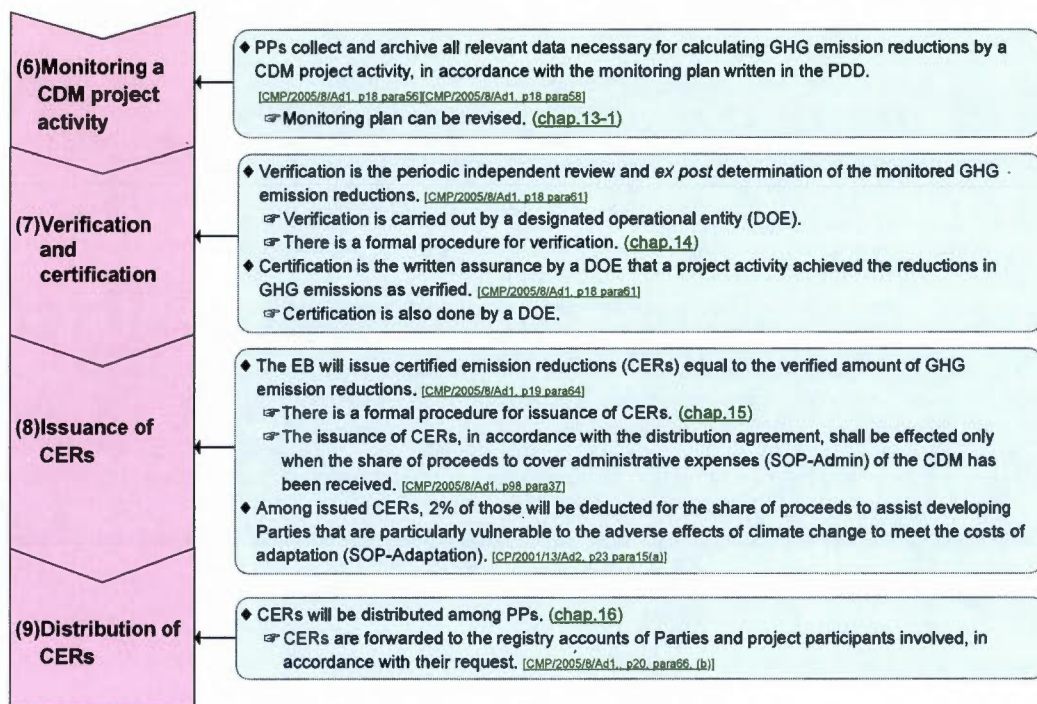 (6)Monitoring a
CDM project
activity
♦ PPs collect and archive all relevant data necessary for calculating GHG emission reductions by a
CDM project activity, in accordance with the monitoring plan written in the PDD.
[CMP/2005/8/Ad1, p18 para56][CMP/2005/8/Ad1, p18 para58]
☞ Monitoring plan can be revised. (chap.13-1)
(7)Verification
and
certification
♦ Verification is the periodic independent review and ex post determination of the monitored GHG
emission reductions. [CMP/2005/8/Ad1, p18 para61]
☞ Verification is carried out by a designated operational entity (DOE).
☞ There is a formal procedure for verification. (chap.14)
♦ Certification is the written assurance by a DOE that a project activity achieved the reductions in
GHG emissions as verified. [CMP/2005/8/Ad1, p18 para61]
☞ Certification is also done by a DOE.
(8)Issuance of
CERs
♦ The EB will issue certified emission reductions (CERs) equal to the verified amount of GHG
emission reductions. [CMP/2005/8/Ad1, p19 para64]
☞ There is a formal procedure for issuance of CERs. (chap.15)
☞ The issuance of CERs, in accordance with the distribution agreement, shall be effected only
when the share of proceeds to cover administrative expenses (SOP-Admin) of the CDM has
been received. [CMP/2005/8/Ad1, p98 para37]
♦ Among issued CERs, 2% of those will be deducted for the share of proceeds to assist developing
Parties that are particularly vulnerable to the adverse effects of climate change to meet the costs of
adaptation (SOP-Adaptation). [CP/2001/13/Ad2, p23 para15(a)]
(9)Distribution of
CERs
♦ CERs will be distributed among PPs. (chap.16)
☞ CERs are forwarded to the registry accounts of Parties and project participants involved, in
accordance with their request. [CMP/2005/8/Ad1,, p20, para66, (b)]